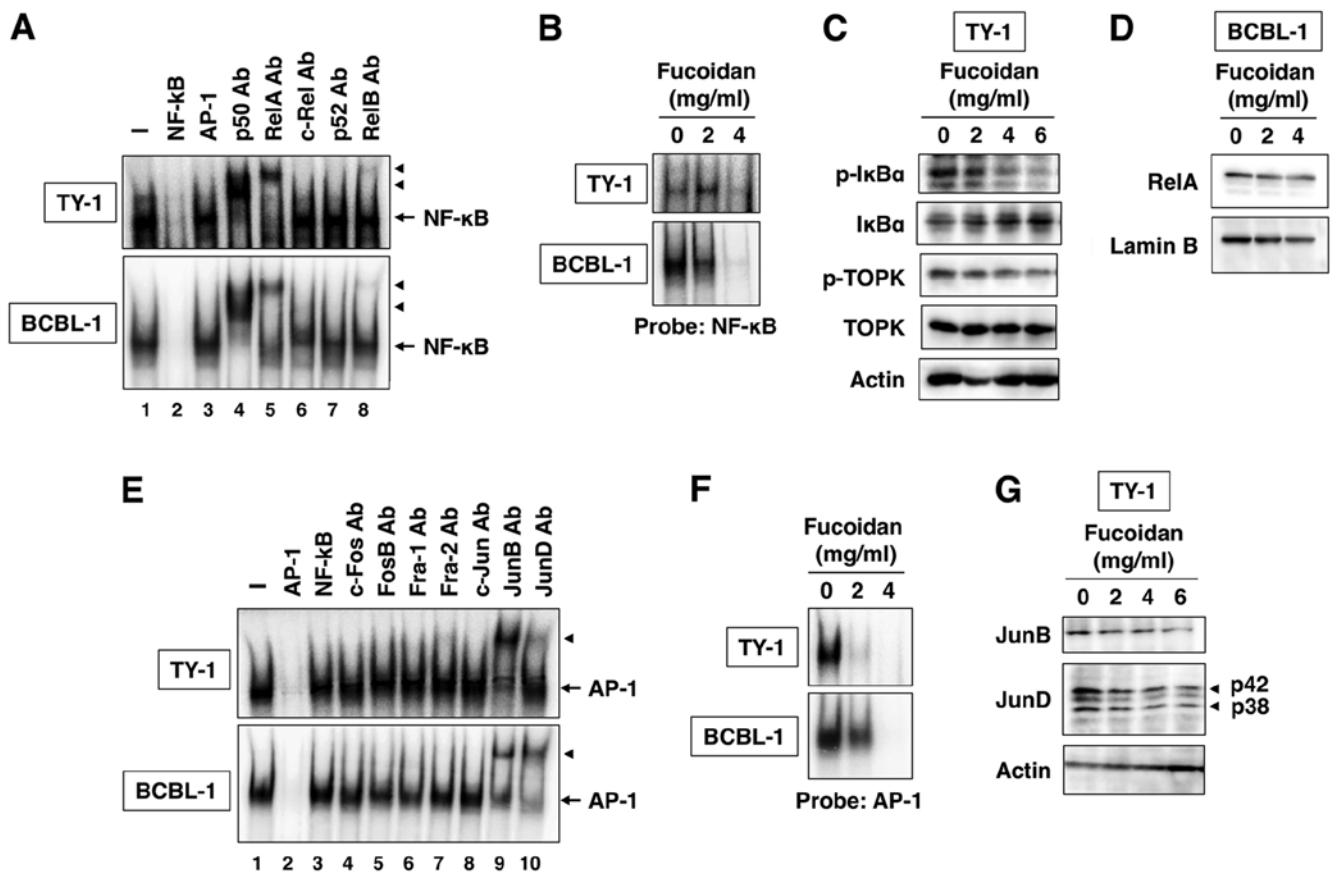 A
I
NF-kB
AP-1
p50 Ab
RelA Ab
c-Rel Ab
p52 Ab
RelB Ab
TY-1
NF-κB
BCBL-1
NF-κB
1 2 3 4 5 6 7 8
B
Fucoidan
(mg/ml)
0 2 4
TY-1
BCBL-1
Probe: NF-κB
C
TY-1
Fucoidan
(mg/ml)
0 2 4 6
p-IκBα
IκBα
p-TOPK
TOPK
Actin
D
BCBL-1
Fucoidan
(mg/ml)
0 2 4
RelA
Lamin B
E
I
AP-1
NF-kB
c-Fos Ab
FosB Ab
Fra-1 Ab
Fra-2 Ab
c-Jun Ab
JunB Ab
JunD Ab
TY-1
AP-1
BCBL-1
AP-1
1 2 3 4 5 6 7 8 9 10
F
Fucoidan
(mg/ml)
0 2 4
TY-1
BCBL-1
Probe: AP-1
G
TY-1
Fucoidan
(mg/ml)
0 2 4 6
JunB
JunD
p42
p38
Actin